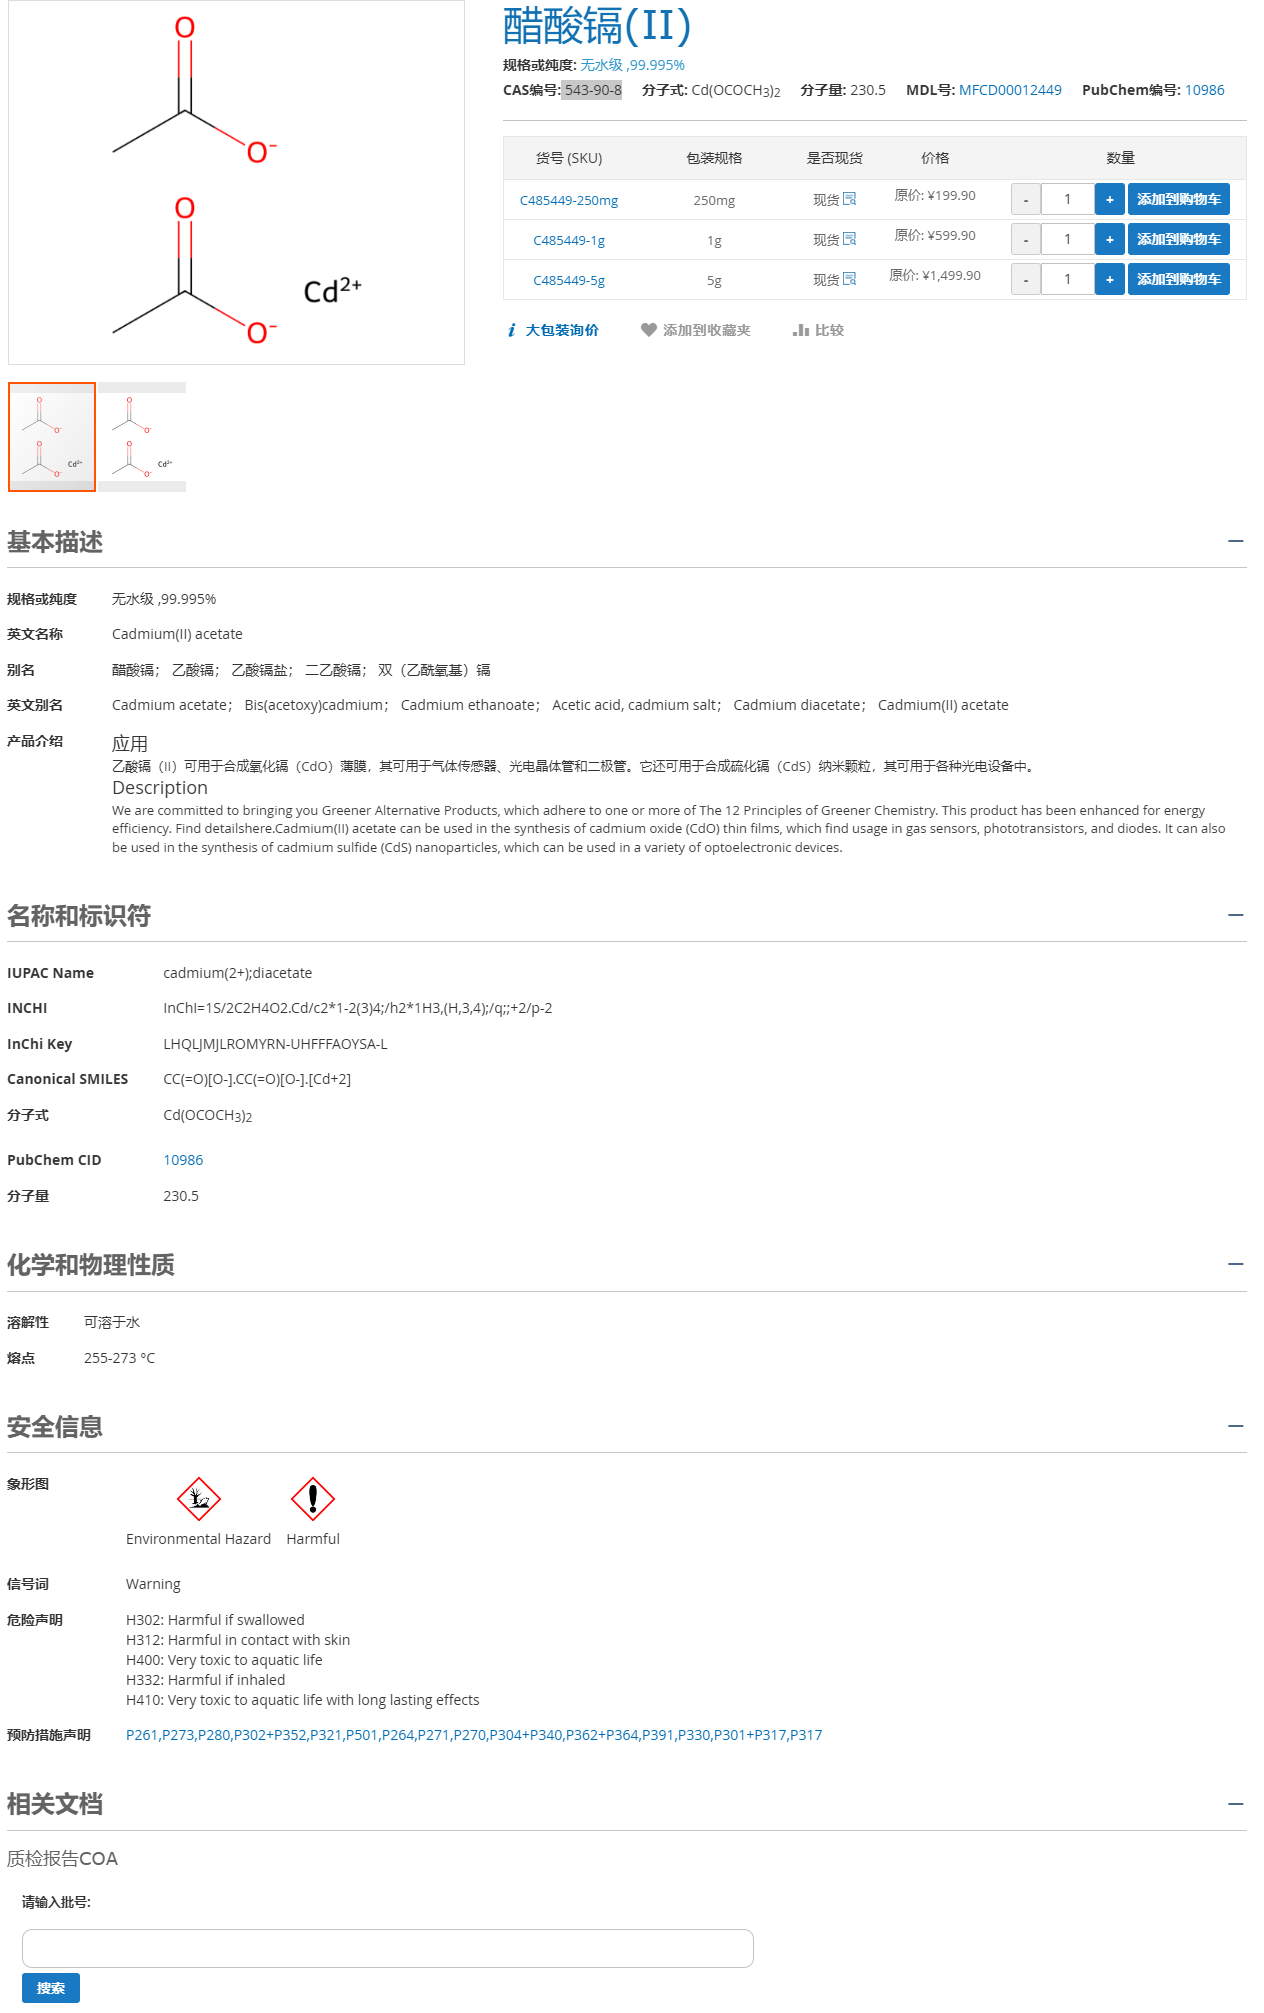 O
O⁻
O
O⁻
Cd²⁺
醋酸镉(II)
规格或纯度: 无水级 ,99.995%
CAS编号: 543-90-8 分子式: Cd(OCOCH₃)₂ 分子量: 230.5 MDL号: MFCD00012449 PubChem编号: 10986
货号 (SKU) 包装规格 是否现货 价格 数量
C485449-250mg 250mg 现货 原价: ¥199.90 - 1 + 添加到购物车
C485449-1g 1g 现货 原价: ¥599.90 - 1 + 添加到购物车
C485449-5g 5g 现货 原价: ¥1,499.90 - 1 + 添加到购物车
大包装询价 添加到收藏夹 比较
O
O⁻
O
O⁻
Cd²⁺
O
O⁻
O
O⁻
Cd²⁺
基本描述
规格或纯度 无水级 ,99.995%
英文名称 Cadmium(II) acetate
别名 醋酸镉； 乙酸镉； 乙酸镉盐； 二乙酸镉； 双（乙酰氧基）镉
英文别名 Cadmium acetate； Bis(acetoxy)cadmium； Cadmium ethanoate； Acetic acid, cadmium salt； Cadmium diacetate； Cadmium(II) acetate
产品介绍 应用
乙酸镉（II）可用于合成氧化镉（CdO）薄膜，其可用于气体传感器、光电晶体管和二极管。它还可用于合成硫化镉（CdS）纳米颗粒，其可用于各种光电设备中。
Description
We are committed to bringing you Greener Alternative Products, which adhere to one or more of The 12 Principles of Greener Chemistry. This product has been enhanced for energy
efficiency. Find detailshere.Cadmium(II) acetate can be used in the synthesis of cadmium oxide (CdO) thin films, which find usage in gas sensors, phototransistors, and diodes. It can also
be used in the synthesis of cadmium sulfide (CdS) nanoparticles, which can be used in a variety of optoelectronic devices.
名称和标识符
IUPAC Name cadmium(2+);diacetate
INCHI InChI=1S/2C2H4O2.Cd/c2*1-2(3)4;/h2*1H3,(H,3,4);/q;;+2/p-2
InChi Key LHQLJMJLROMYRN-UHFFFAOYSA-L
Canonical SMILES CC(=O)[O-].CC(=O)[O-].[Cd+2]
分子式 Cd(OCOCH₃)₂
PubChem CID 10986
分子量 230.5
化学和物理性质
溶解性 可溶于水
熔点 255-273 °C
安全信息
象形图
Environmental Hazard Harmful
信号词 Warning
危险声明 H302: Harmful if swallowed
H312: Harmful in contact with skin
H400: Very toxic to aquatic life
H332: Harmful if inhaled
H410: Very toxic to aquatic life with long lasting effects
预防措施声明 P261,P273,P280,P302+P352,P321,P501,P264,P271,P270,P304+P340,P362+P364,P391,P330,P301+P317,P317
相关文档
质检报告COA
请输入批号:
搜索